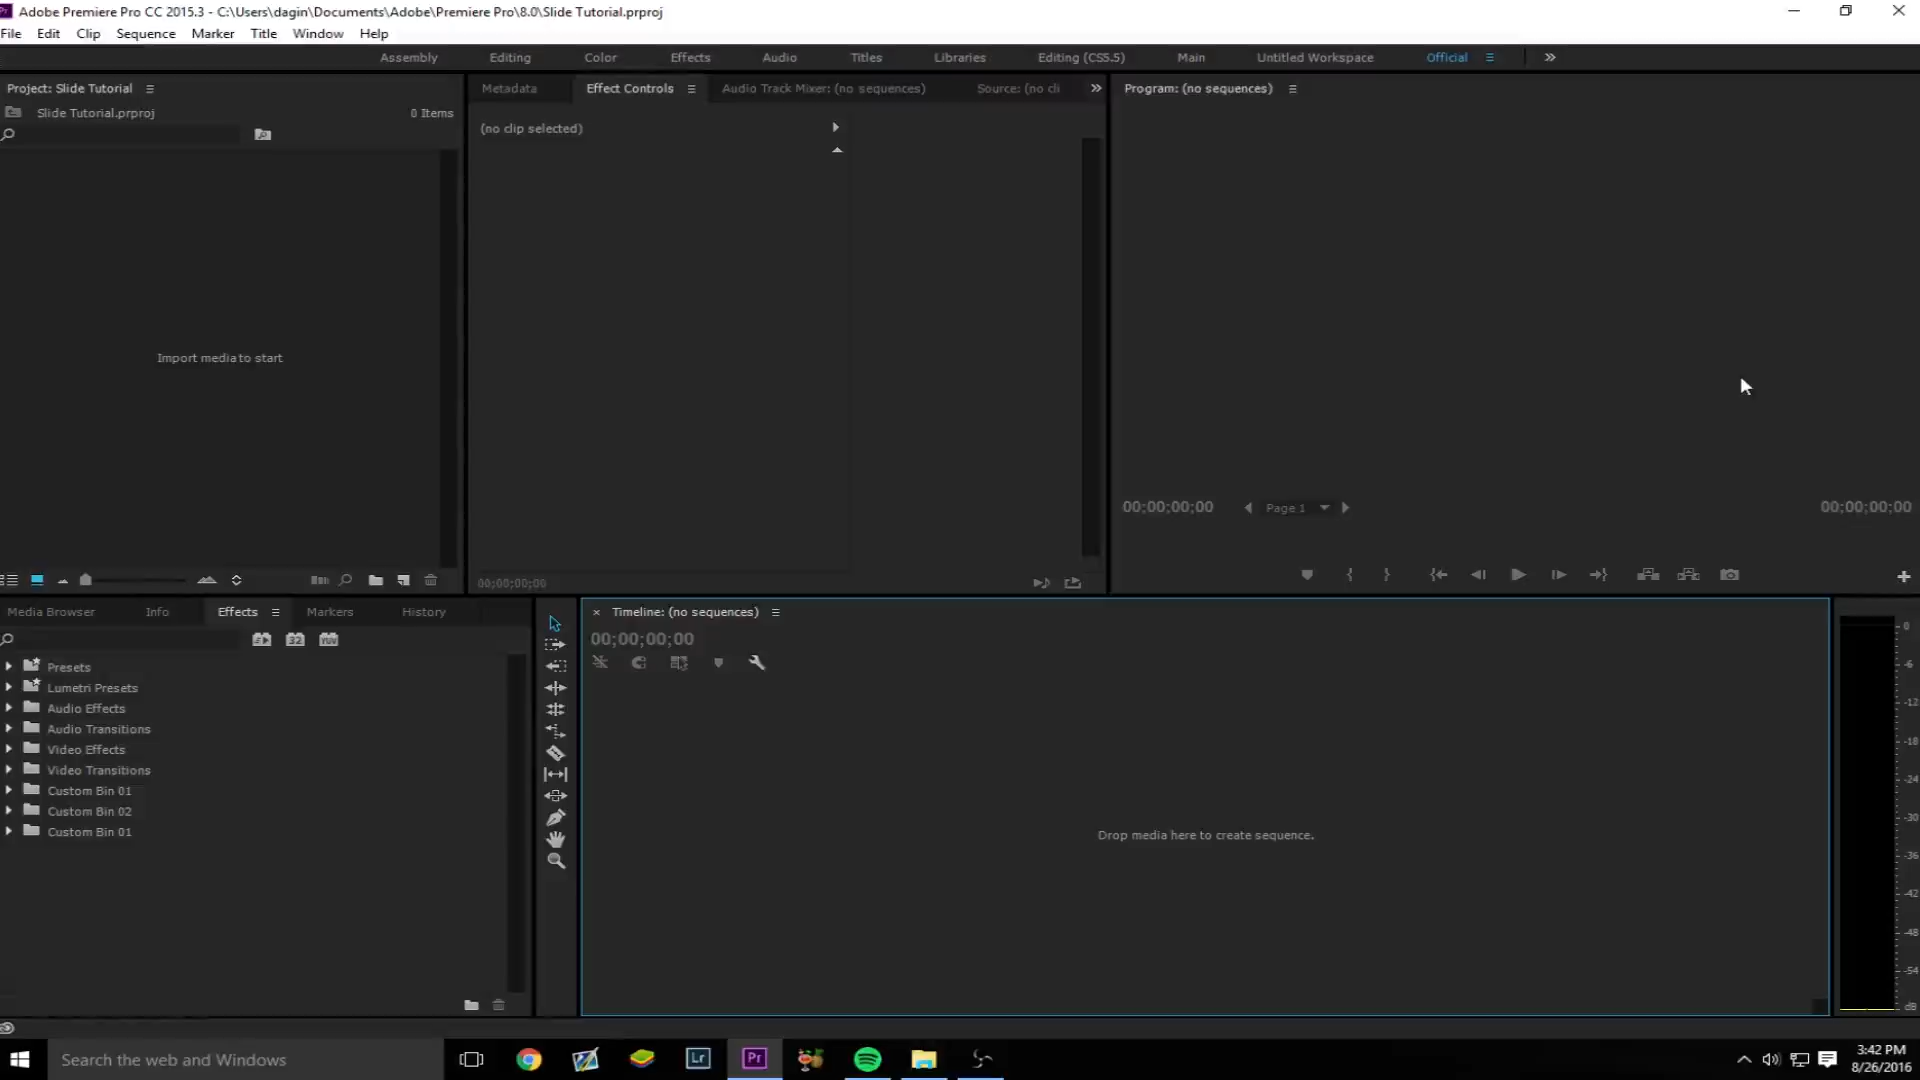 Adobe Premiere Pro CC 2015.3 - C:\Users\dagin\Documents\Adobe\Premiere Pro\8.0\Slide Tutorial.prproj
File Edit Clip Sequence Marker Title Window Help
Assembly Editing Color Effects Audio Titles Libraries Editing (CS5.5) Main Untitled Workspace Official
Project: Slide Tutorial
Slide Tutorial.prproj 0 Items
Import media to start
Metadata Effect Controls Audio Track Mixer: (no sequences) Source: (no cli
(no clip selected)
00;00;00;00
Program: (no sequences)
00;00;00;00 Page 1 00;00;00;00
Media Browser Info Effects Markers History
32 YUV
Presets
Lumetri Presets
Audio Effects
Audio Transitions
Video Effects
Video Transitions
Custom Bin 01
Custom Bin 02
Custom Bin 01
Timeline: (no sequences)
00;00;00;00
Drop media here to create sequence.
0
-6
-12
-18
-24
-30
-36
-42
-48
-54
dB
Search the web and Windows
Lr
Pr
3:42 PM
8/26/2016